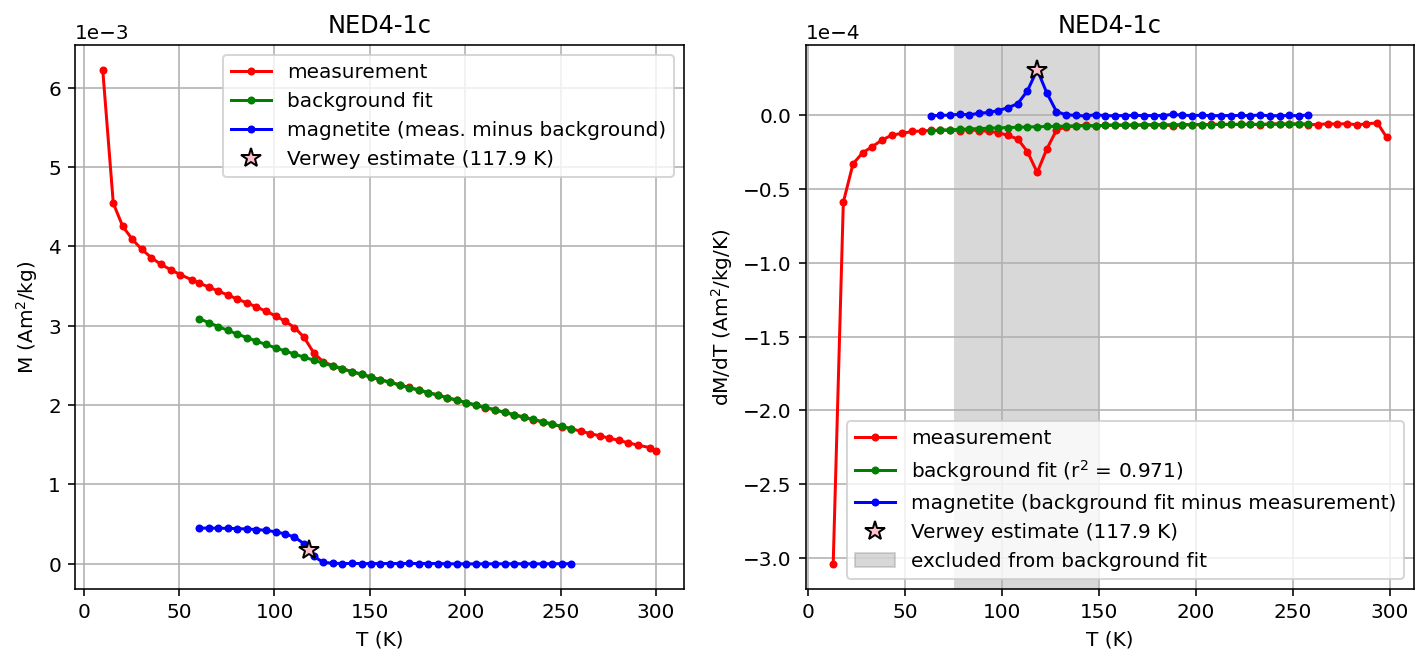 NED4-1c
1e−3
M (Am²/kg)
6
5
4
3
2
1
0
0 50 100 150 200 250 300
T (K)
measurement
background fit
magnetite (meas. minus background)
Verwey estimate (117.9 K)
NED4-1c
1e−4
dM/dT (Am²/kg/K)
0.0
−0.5
−1.0
−1.5
−2.0
−2.5
−3.0
0 50 100 150 200 250 300
T (K)
measurement
background fit (r² = 0.971)
magnetite (background fit minus measurement)
Verwey estimate (117.9 K)
excluded from background fit